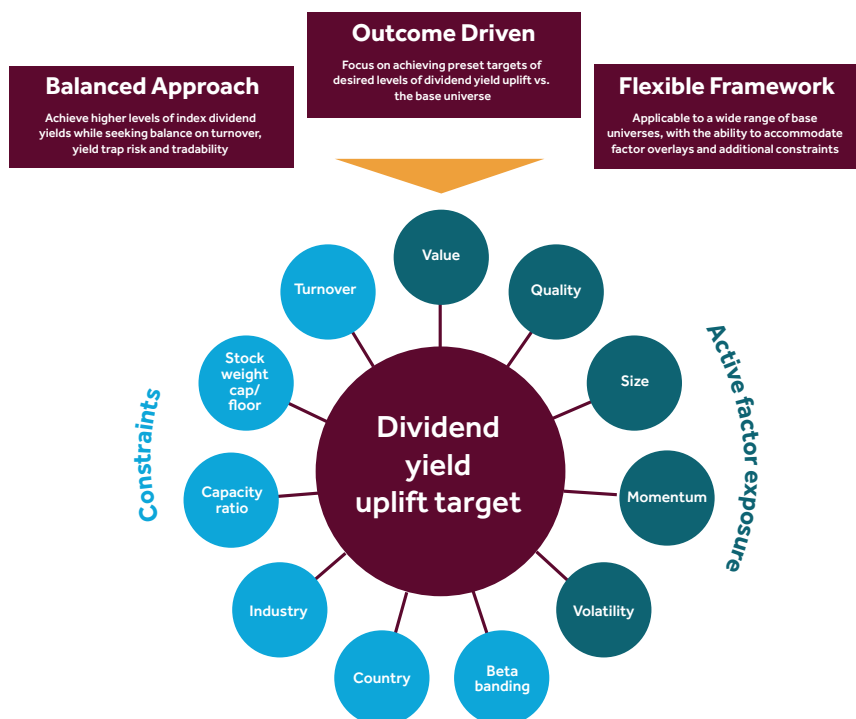 Balanced Approach
Achieve higher levels of index dividend
yields while seeking balance on turnover,
yield trap risk and tradability
Outcome Driven
Focus on achieving preset targets of
desired levels of dividend yield uplift vs.
the base universe
Flexible Framework
Applicable to a wide range of base
universes, with the ability to accommodate
factor overlays and additional constraints
Value
Turnover
Quality
Stock
weight
cap/
floor
Size
Constraints
Active factor exposure
Dividend
yield
uplift target
Capacity
ratio
Momentum
Industry
Volatility
Country
Beta
banding